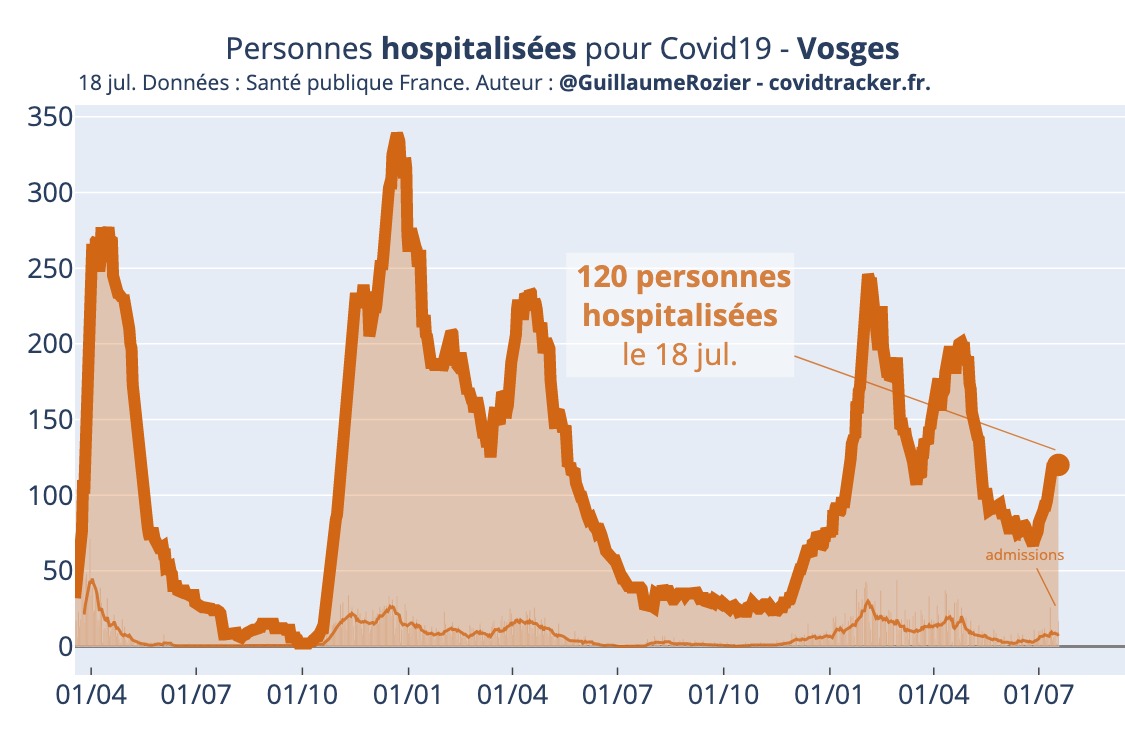 Personnes hospitalisées pour Covid19 - Vosges
18 jul. Données : Santé publique France. Auteur : @GuillaumeRozier - covidtracker.fr.
350
300
250
200
150
100
50
0
120 personnes
hospitalisées
le 18 jul.
admissions
01/04 01/07 01/10 01/01 01/04 01/07 01/10 01/01 01/04 01/07